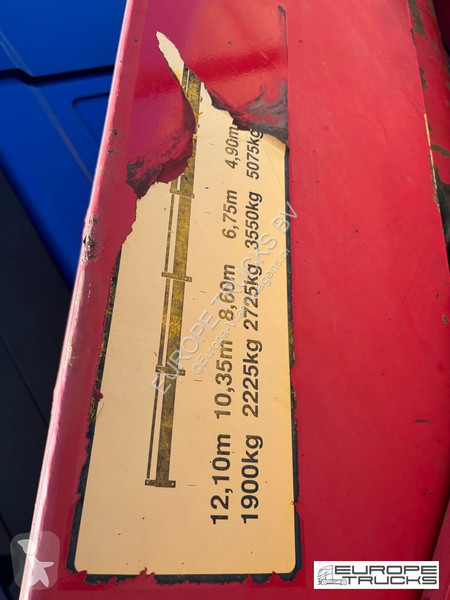 12,10m 10,35m 8,60m 6,75m 4,90m
1900kg 2225kg 2725kg 3550kg 5075kg
EUROPE TRUCKS BV
EUROPE
TRUCKS